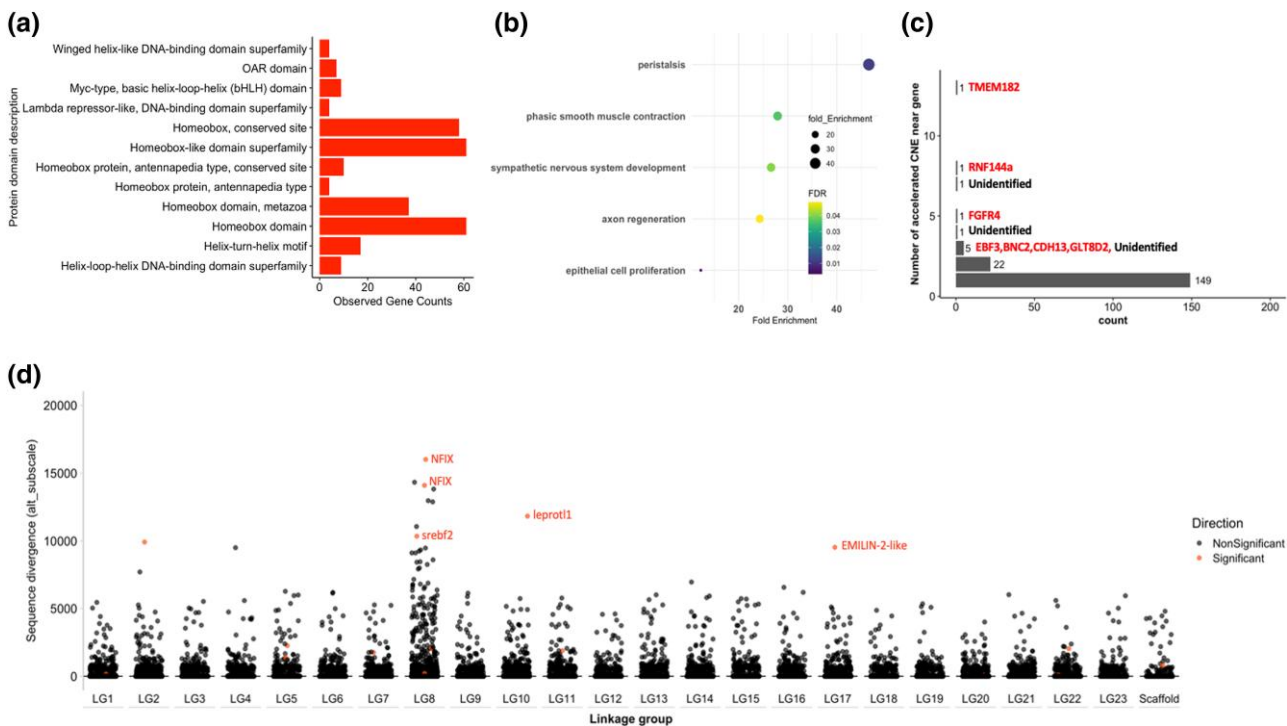 (a)
Protein domain description
Winged helix-like DNA-binding domain superfamily
OAR domain
Myc-type, basic helix-loop-helix (bHLH) domain
Lambda repressor-like, DNA-binding domain superfamily
Homeobox, conserved site
Homeobox-like domain superfamily
Homeobox protein, antennapedia type, conserved site
Homeobox protein, antennapedia type
Homeobox domain, metazoa
Homeobox domain
Helix-turn-helix motif
Helix-loop-helix DNA-binding domain superfamily
0 20 40 60
Observed Gene Counts
(b)
peristalsis
phasic smooth muscle contraction
sympathetic nervous system development
axon regeneration
epithelial cell proliferation
20 30 40
Fold Enrichment
fold_Enrichment
20
30
40
FDR
0.04
0.03
0.02
0.01
(c)
Number of accelerated CNE near gene
10
5
0
1 TMEM182
1 RNF144a
1 Unidentified
1 FGFR4
1 Unidentified
5 EBF3,BNC2,CDH13,GLT8D2, Unidentified
22
149
0 50 100 150 200
count
(d)
Sequence divergence (alt_subscale)
20000
15000
10000
5000
0
NFIX
NFIX
srebf2
leprotl1
EMILIN-2-like
Direction
NonSignificant
Significant
LG1 LG2 LG3 LG4 LG5 LG6 LG7 LG8 LG9 LG10 LG11 LG12 LG13 LG14 LG15 LG16 LG17 LG18 LG19 LG20 LG21 LG22 LG23 Scaffold
Linkage group